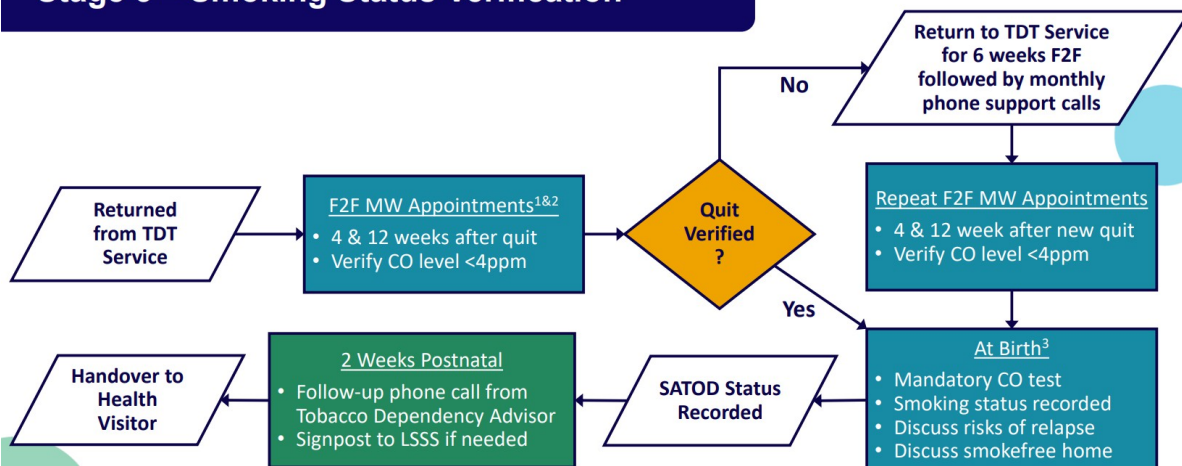 Returned
from TDT
Service
F2F MW Appointments1&2
• 4 & 12 weeks after quit
• Verify CO level <4ppm
Quit
Verified
?
No
Yes
Return to TDT Service
for 6 weeks F2F
followed by monthly
phone support calls
Repeat F2F MW Appointments
• 4 & 12 week after new quit
• Verify CO level <4ppm
At Birth3
• Mandatory CO test
• Smoking status recorded
• Discuss risks of relapse
• Discuss smokefree home
SATOD Status
Recorded
2 Weeks Postnatal
• Follow-up phone call from
Tobacco Dependency Advisor
• Signpost to LSSS if needed
Handover to
Health
Visitor